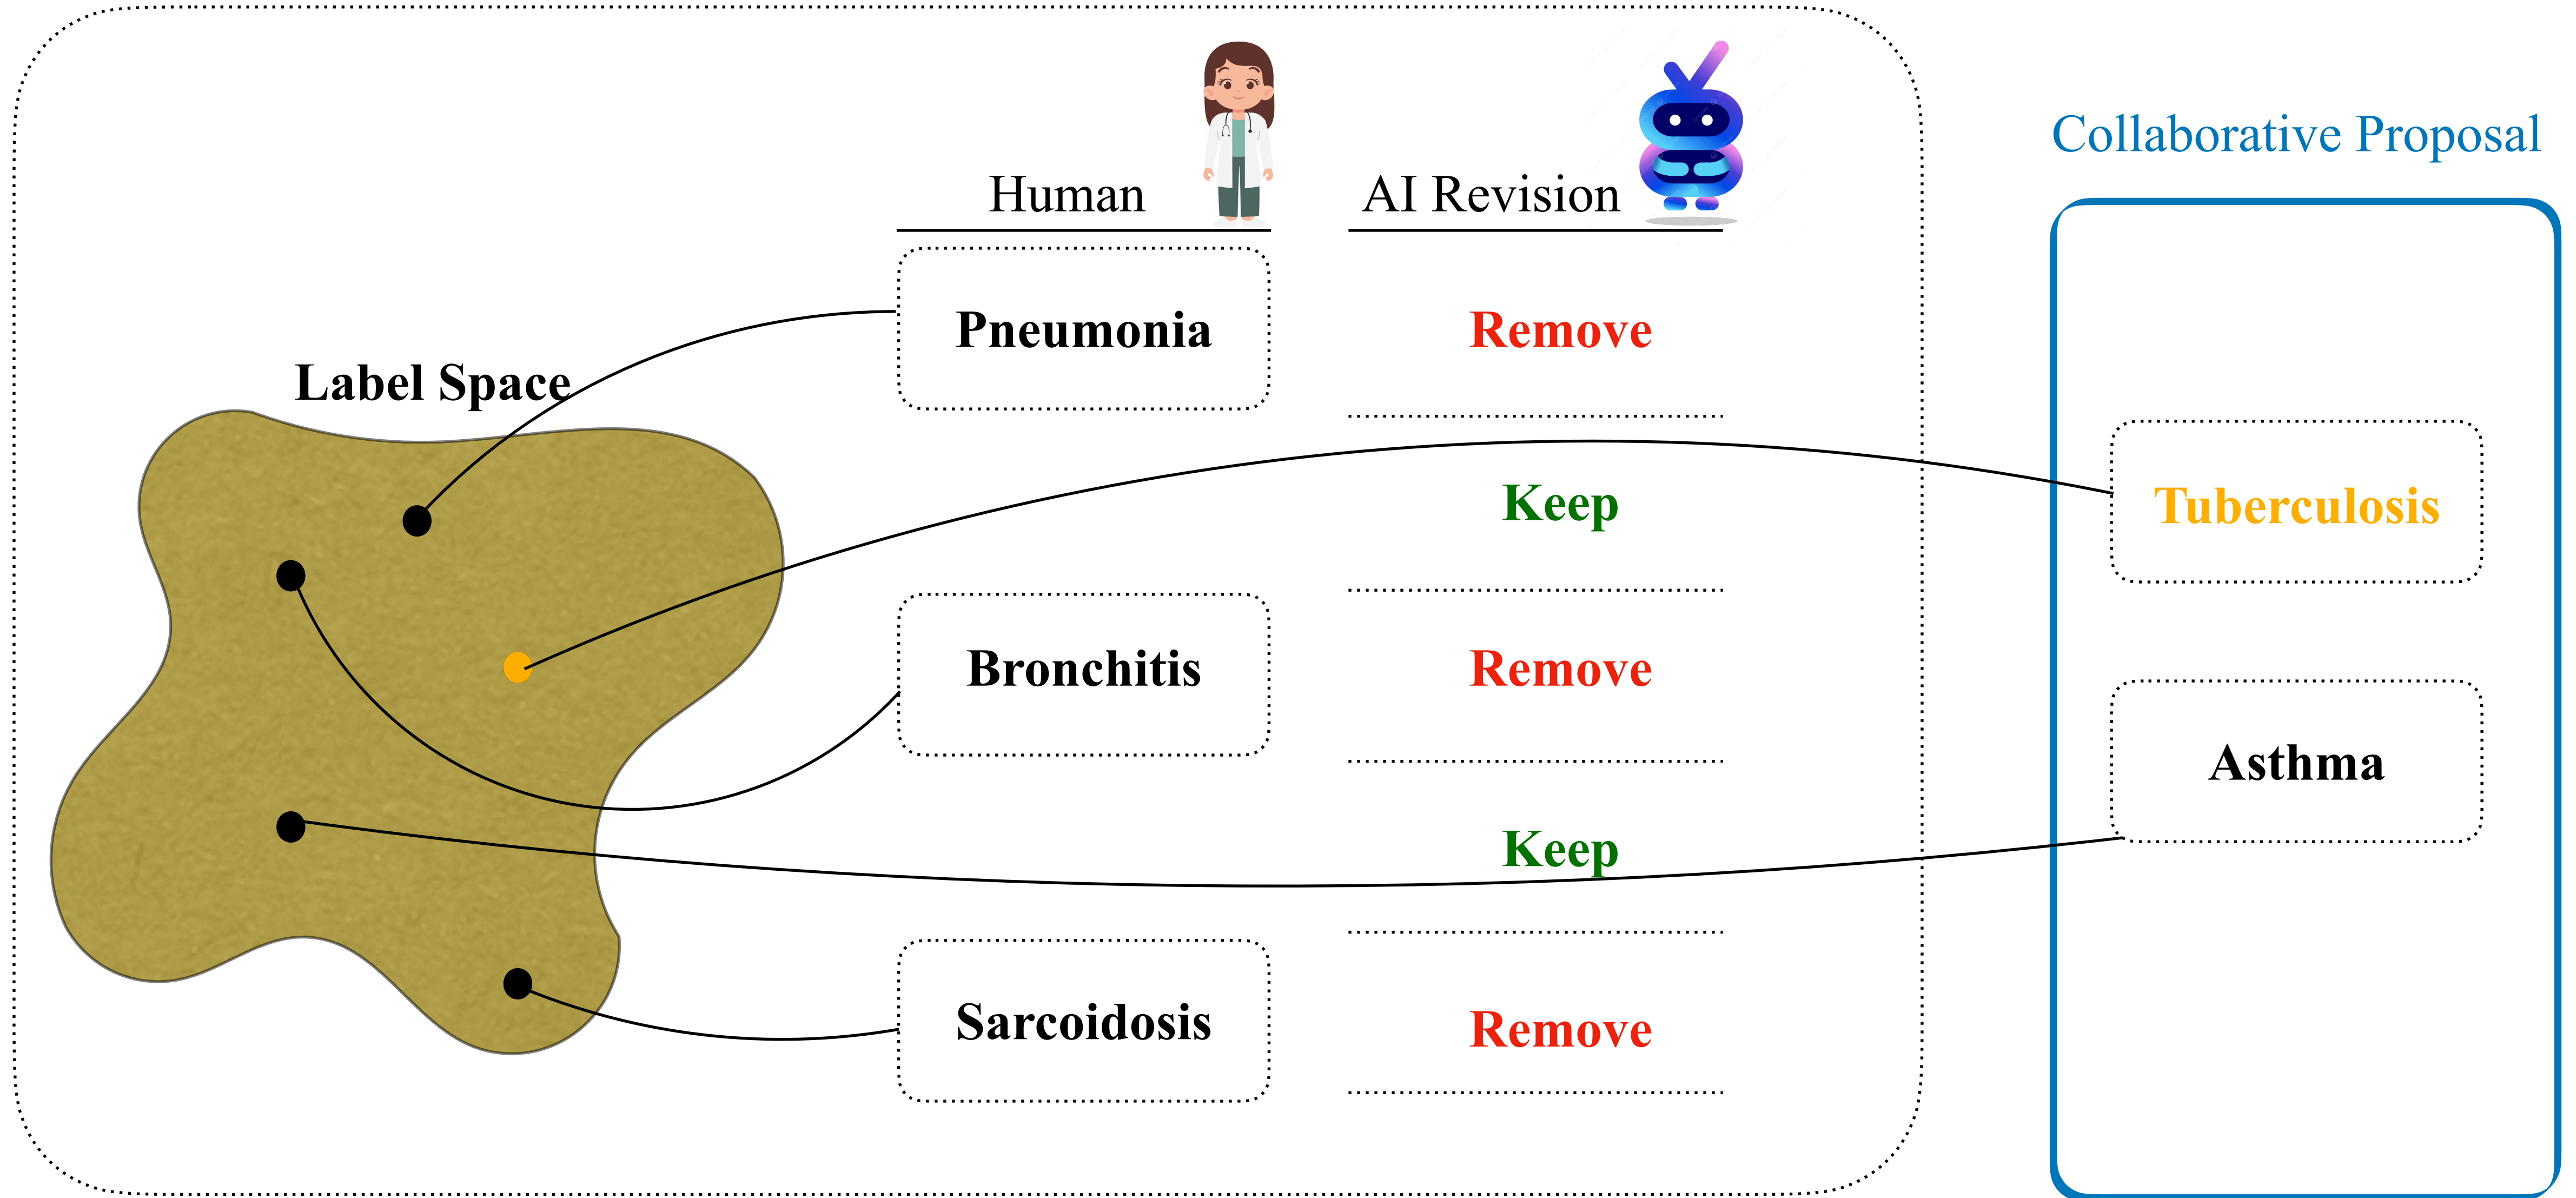 Collaborative Proposal
Human
AI Revision
Label Space
Pneumonia
Remove
Keep
Tuberculosis
Bronchitis
Remove
Asthma
Keep
Sarcoidosis
Remove